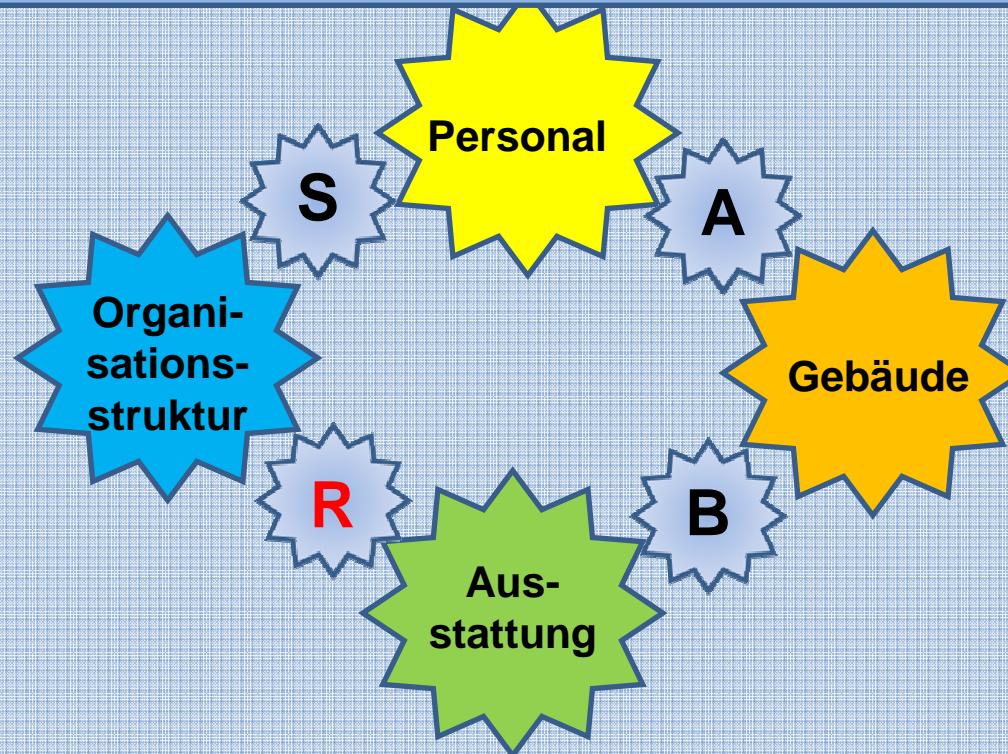 Personal
S
A
Organi-
sations-
struktur
Gebäude
R
B
Aus-
stattung